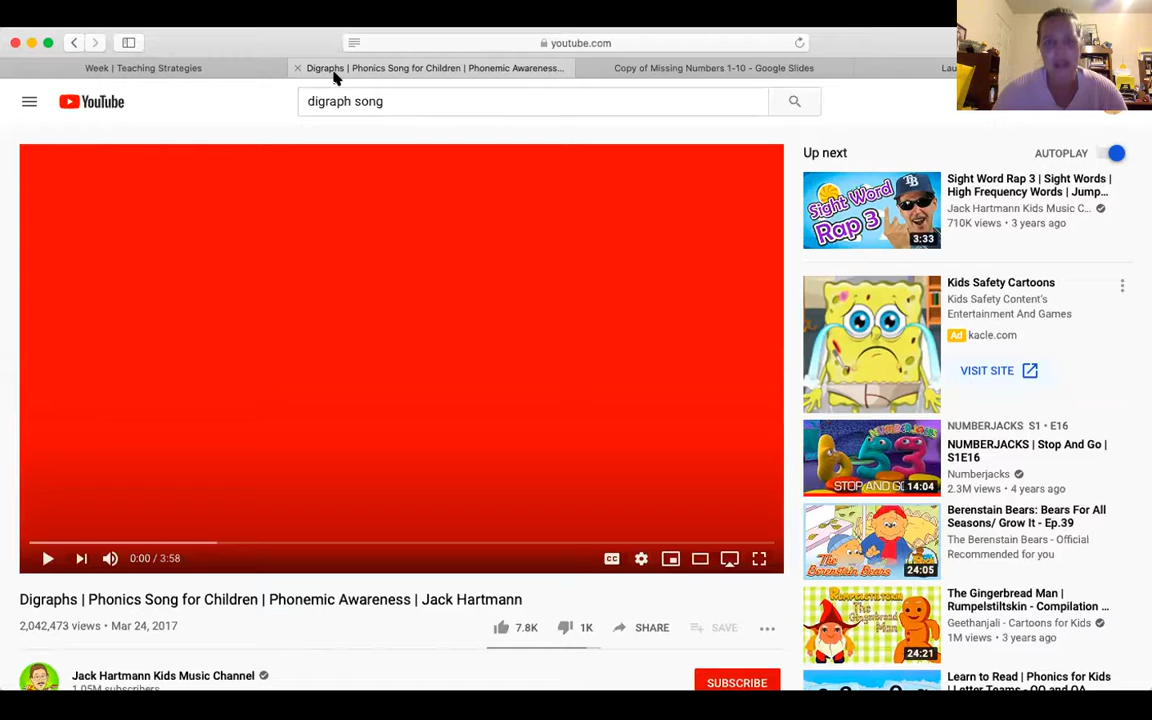 youtube.com
Week | Teaching Strategies
Digraphs | Phonics Song for Children | Phonemic Awareness...
Copy of Missing Numbers 1-10 - Google Slides
YouTube
digraph song
Up next
AUTOPLAY
Sight Word Rap 3
3:33
Sight Word Rap 3 | Sight Words |
High Frequency Words | Jump...
Jack Hartmann Kids Music C...
710K views • 3 years ago
Kids Safety Cartoons
Kids Safety Content's
Entertainment And Games
Ad kacle.com
VISIT SITE
STOP AND GO
14:04
NUMBERJACKS S1 • E16
NUMBERJACKS | Stop And Go |
S1E16
Numberjacks
2.3M views • 4 years ago
The Berenstain Bears
24:05
Berenstain Bears: Bears For All
Seasons/ Grow It - Ep.39
The Berenstain Bears - Official
Recommended for you
RUMPELSTILTSKIN
The Gingerbread Man
24:21
The Gingerbread Man |
Rumpelstiltskin - Compilation ...
Geethanjali - Cartoons for Kids
1M views • 3 years ago
Learn to Read | Phonics for Kids
0:00 / 3:58
CC
Digraphs | Phonics Song for Children | Phonemic Awareness | Jack Hartmann
2,042,473 views • Mar 24, 2017
7.8K
1K
SHARE
SAVE
Jack Hartmann Kids Music Channel
1.05M subscribers
SUBSCRIBE